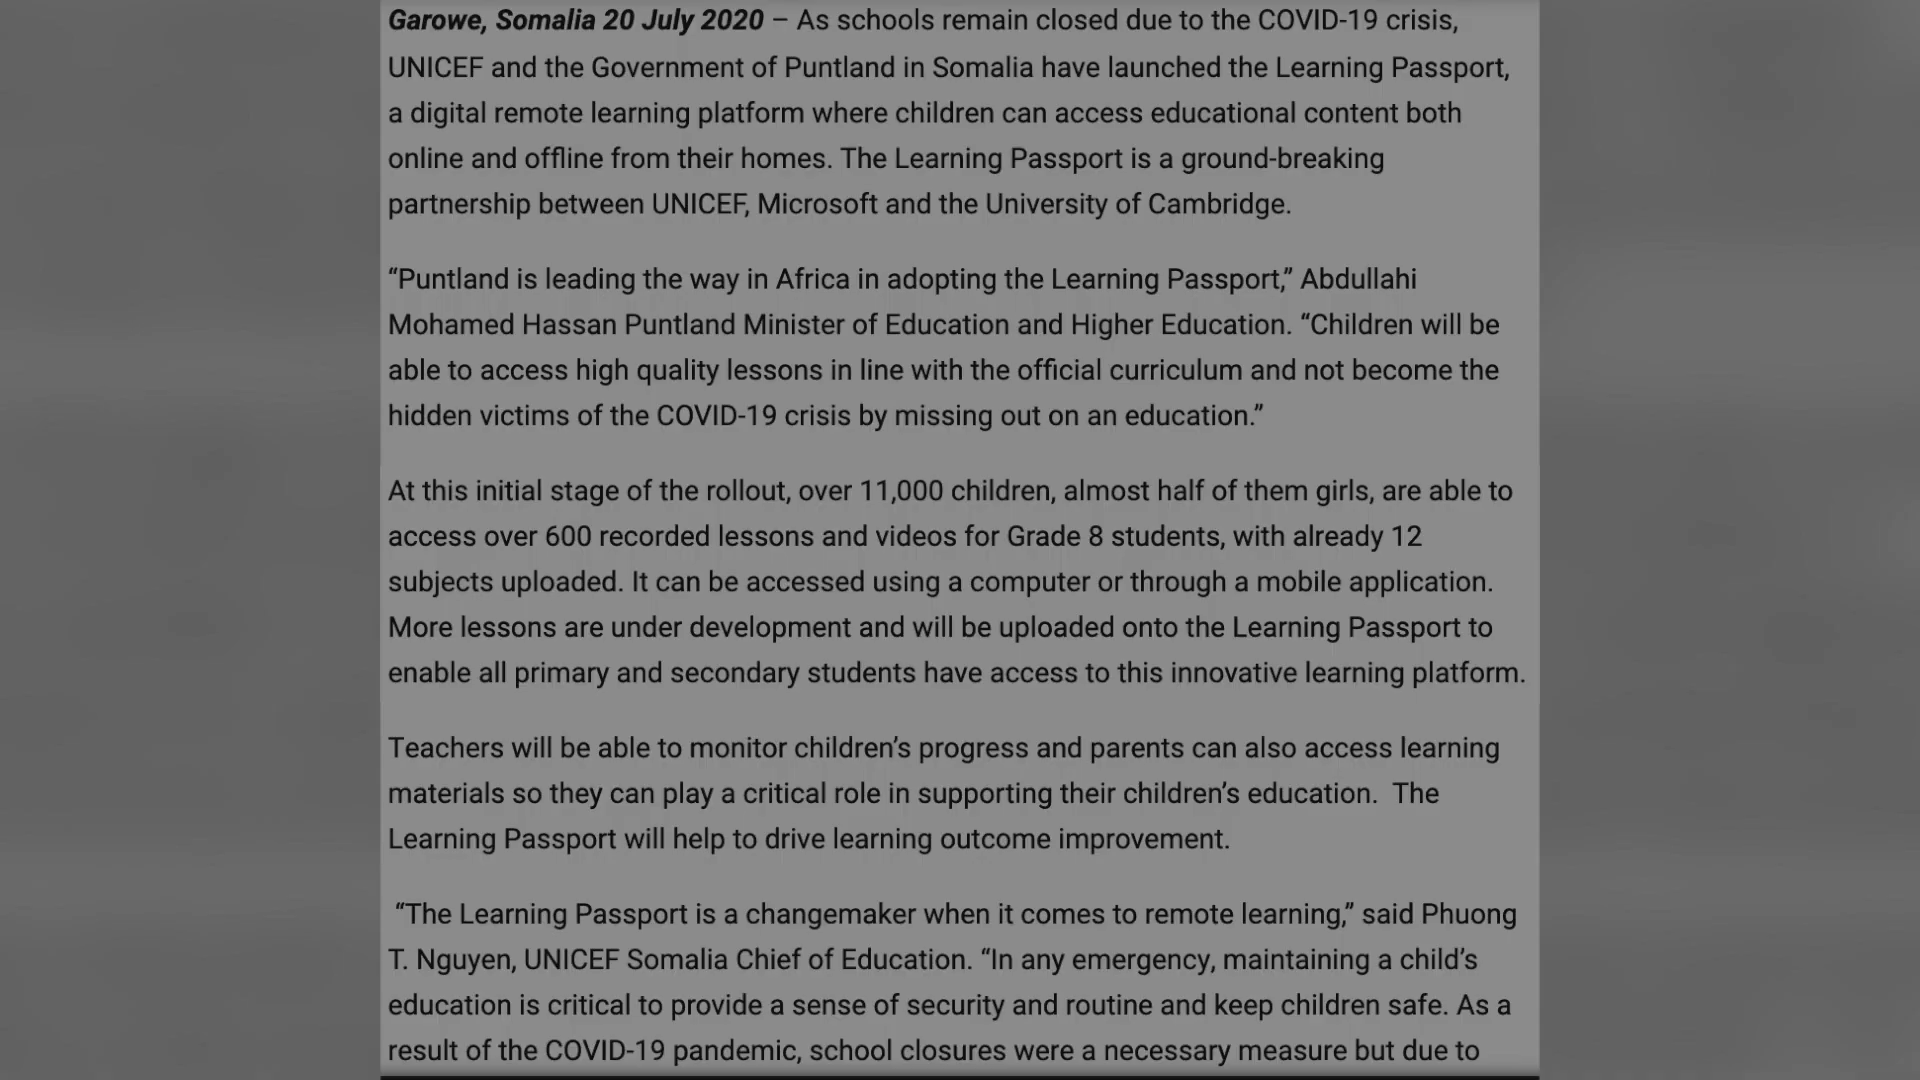 Garowe, Somalia 20 July 2020 – As schools remain closed due to the COVID-19 crisis,
UNICEF and the Government of Puntland in Somalia have launched the Learning Passport,
a digital remote learning platform where children can access educational content both
online and offline from their homes. The Learning Passport is a ground-breaking
partnership between UNICEF, Microsoft and the University of Cambridge.
“Puntland is leading the way in Africa in adopting the Learning Passport,” Abdullahi
Mohamed Hassan Puntland Minister of Education and Higher Education. “Children will be
able to access high quality lessons in line with the official curriculum and not become the
hidden victims of the COVID-19 crisis by missing out on an education.”
At this initial stage of the rollout, over 11,000 children, almost half of them girls, are able to
access over 600 recorded lessons and videos for Grade 8 students, with already 12
subjects uploaded. It can be accessed using a computer or through a mobile application.
More lessons are under development and will be uploaded onto the Learning Passport to
enable all primary and secondary students have access to this innovative learning platform.
Teachers will be able to monitor children’s progress and parents can also access learning
materials so they can play a critical role in supporting their children’s education.  The
Learning Passport will help to drive learning outcome improvement.
“The Learning Passport is a changemaker when it comes to remote learning,” said Phuong
T. Nguyen, UNICEF Somalia Chief of Education. “In any emergency, maintaining a child’s
education is critical to provide a sense of security and routine and keep children safe. As a
result of the COVID-19 pandemic, school closures were a necessary measure but due to